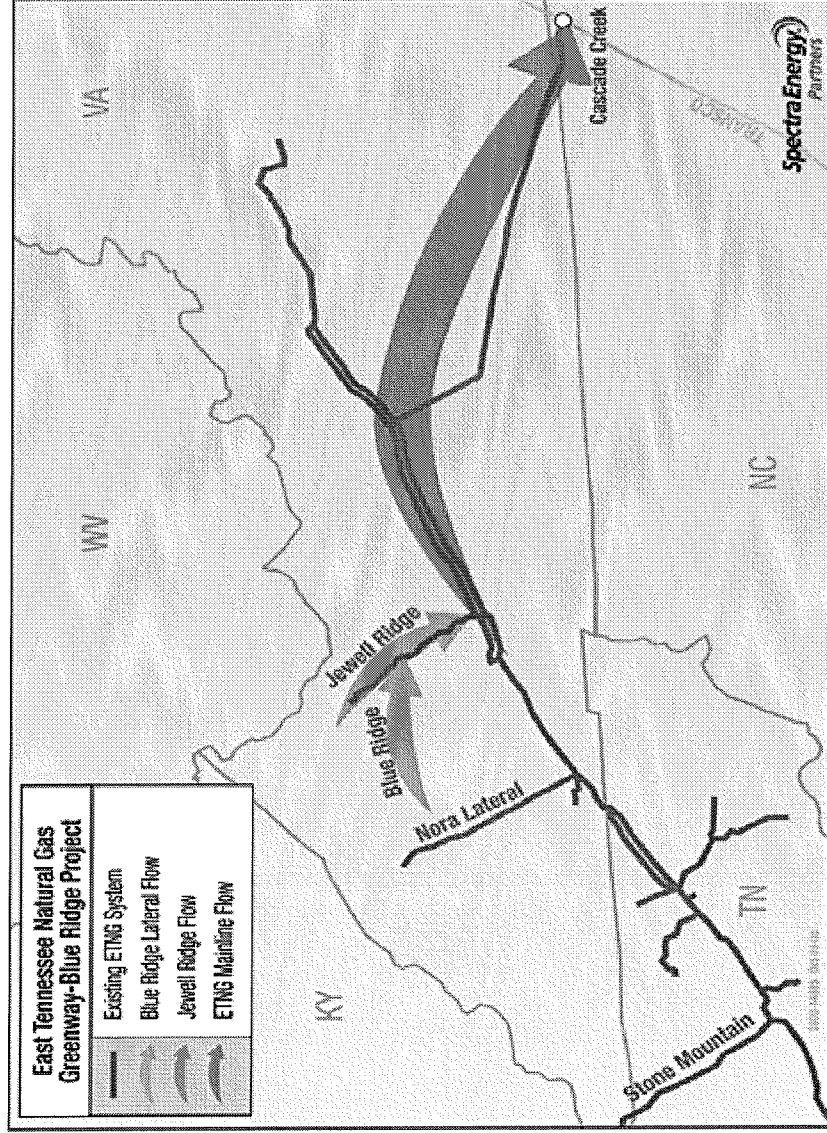 East Tennessee Natural Gas
Greenway-Blue Ridge Project
Existing ETNG System
Blue Ridge Lateral Flow
Jewell Ridge Flow
ETNG Mainline Flow
WV
VA
KY
Jewell Ridge
Blue Ridge
Nora Lateral
Cascade Creek
TRANSCO
Stone Mountain
TN
NC
Spectra Energy
Partners